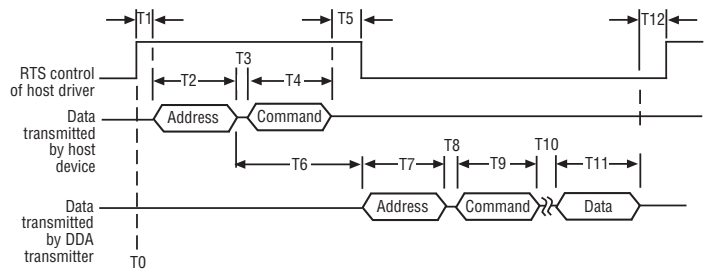 T1
T5
T12
T3
RTS control
of host driver
T2
T4
Data
transmitted
by host
device
Address
Command
T6
T7
T8
T9
T10
T11
Data
transmitted
by DDA
transmitter
Address
Command
Data
T0